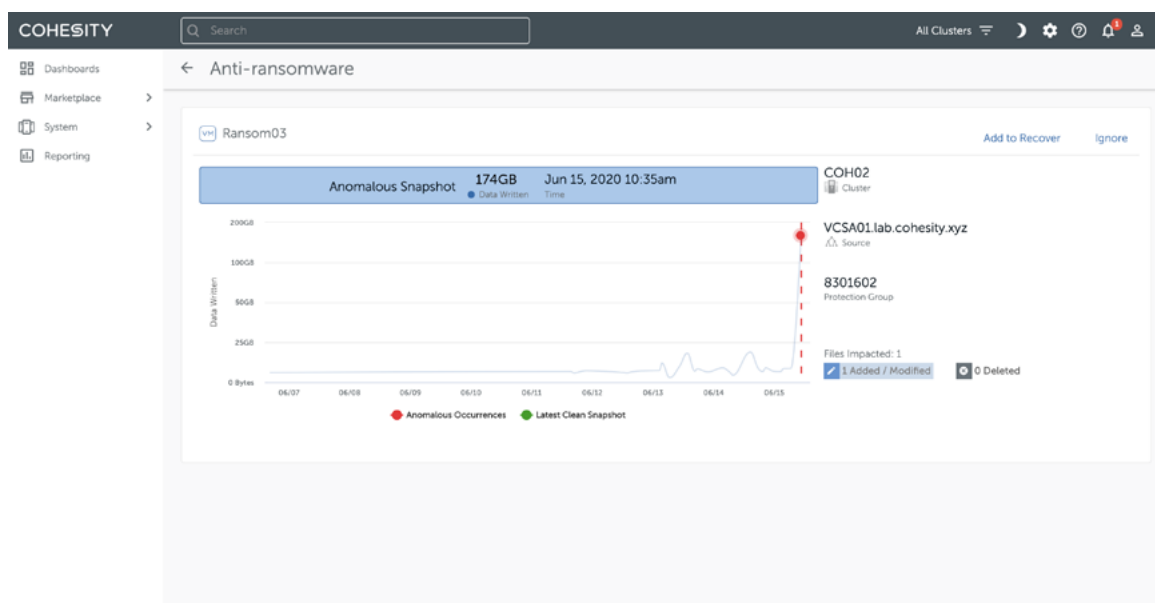 COHESITY
Search
All Clusters
1
Dashboards
Marketplace
System
Reporting
Anti-ransomware
VM Ransom03
Add to Recover
Ignore
Anomalous Snapshot
174GB
Data Written
Jun 15, 2020 10:35am
Time
COH02
Cluster
VCSA01.lab.cohesity.xyz
Source
8301602
Protection Group
Files Impacted: 1
1 Added / Modified
0 Deleted
Data Written
200GB
100GB
50GB
25GB
0 Bytes
06/07 06/08 06/09 06/10 06/11 06/12 06/13 06/14 06/15
Anomalous Occurrences
Latest Clean Snapshot